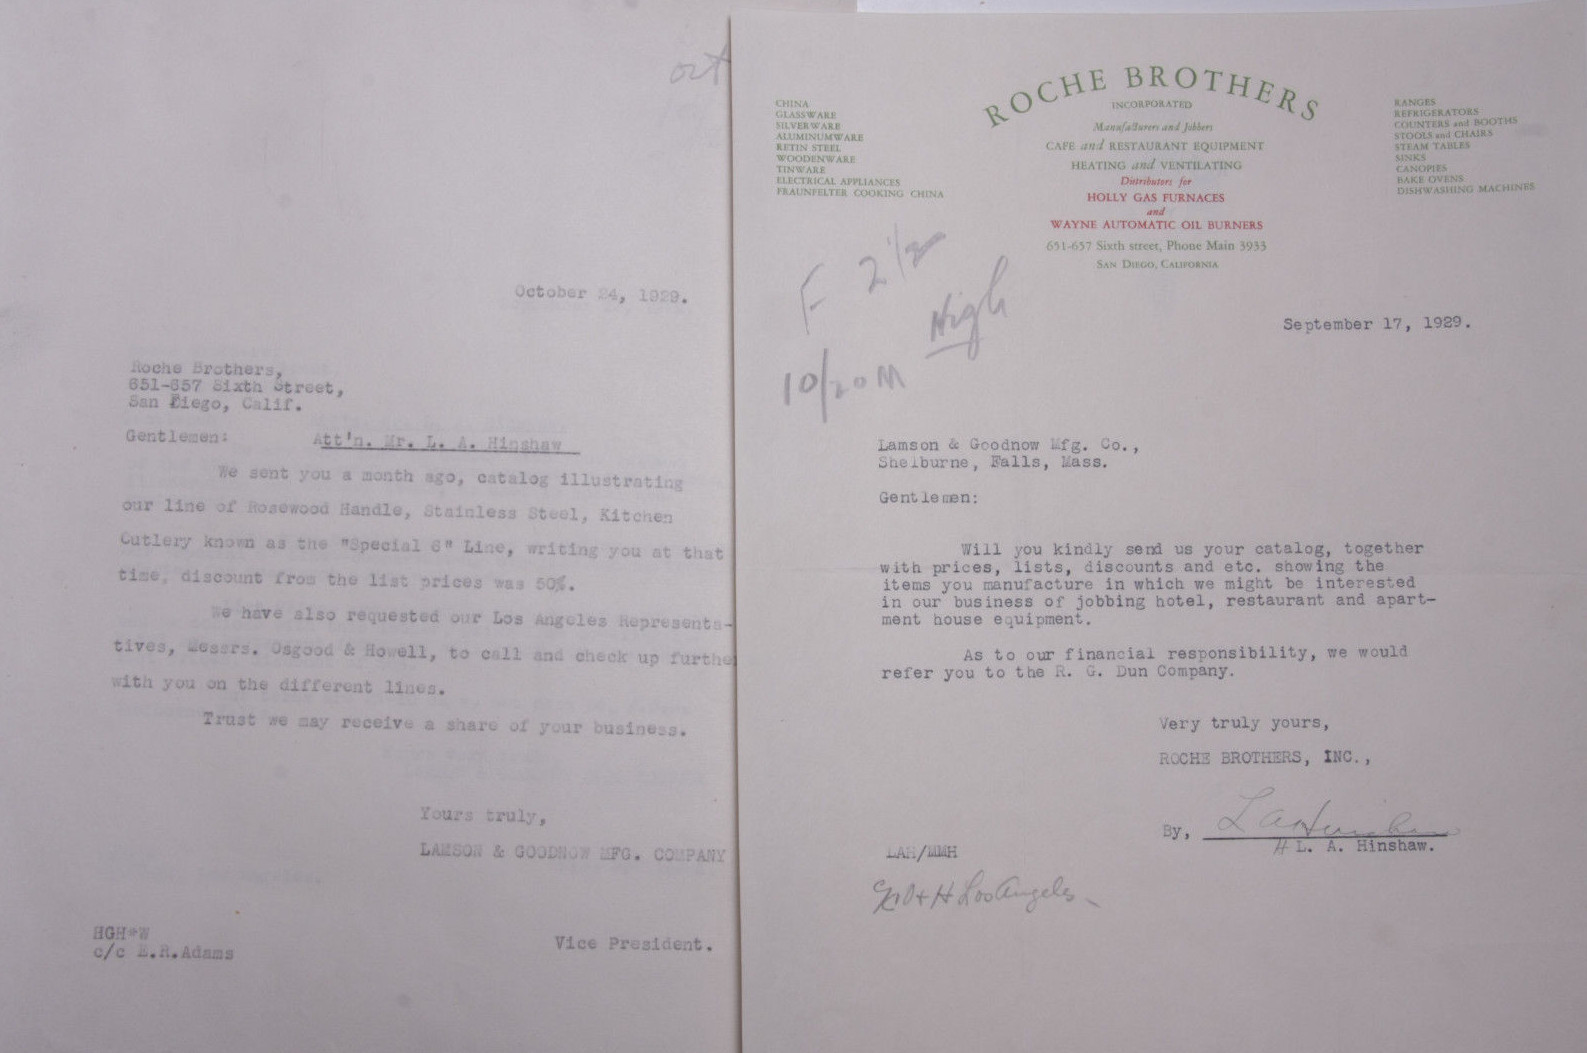 October 24, 1929.
Roche Brothers,
651-657 Sixth Street,
San Diego, Calif.
Gentlemen: Att'n. Mr. L. A. Hinshaw
We sent you a month ago, catalog illustrating
our line of Rosewood Handle, Stainless Steel, Kitchen
Cutlery known as the "Special 6" Line, writing you at that
time, discount from the list prices was 50%.
We have also requested our Los Angeles Representa-
tives, Messrs. Osgood & Howell, to call and check up furthe
with you on the different lines.
Trust we may receive a share of your business.
Yours truly,
LAMSON & GOODNOW MFG. COMPANY
Vice President.
HGH*W
c/c E.R.Adams
ROCHE BROTHERS
INCORPORATED
Manufacturers and Jobbers
CAFE and RESTAURANT EQUIPMENT
HEATING and VENTILATING
Distributors for
HOLLY GAS FURNACES
and
WAYNE AUTOMATIC OIL BURNERS
651-657 Sixth street, Phone Main 3933
SAN DIEGO, CALIFORNIA
CHINA
GLASSWARE
SILVERWARE
ALUMINUMWARE
RETIN STEEL
WOODENWARE
TINWARE
ELECTRICAL APPLIANCES
FRAUNFELTER COOKING CHINA
RANGES
REFRIGERATORS
COUNTERS and BOOTHS
STOOLS and CHAIRS
STEAM TABLES
SINKS
CANOPIES
BAKE OVENS
DISHWASHING MACHINES
F 2 1/2
High
10/20 M
September 17, 1929.
Lamson & Goodnow Mfg. Co.,
Shelburne, Falls, Mass.
Gentlemen:
Will you kindly send us your catalog, together
with prices, lists, discounts and etc. showing the
items you manufacture in which we might be interested
in our business of jobbing hotel, restaurant and apart-
ment house equipment.
As to our financial responsibility, we would
refer you to the R. G. Dun Company.
Very truly yours,
ROCHE BROTHERS, INC.,
By, L A Hinshaw
L. A. Hinshaw.
LAH/MMH
O + H Los Angeles